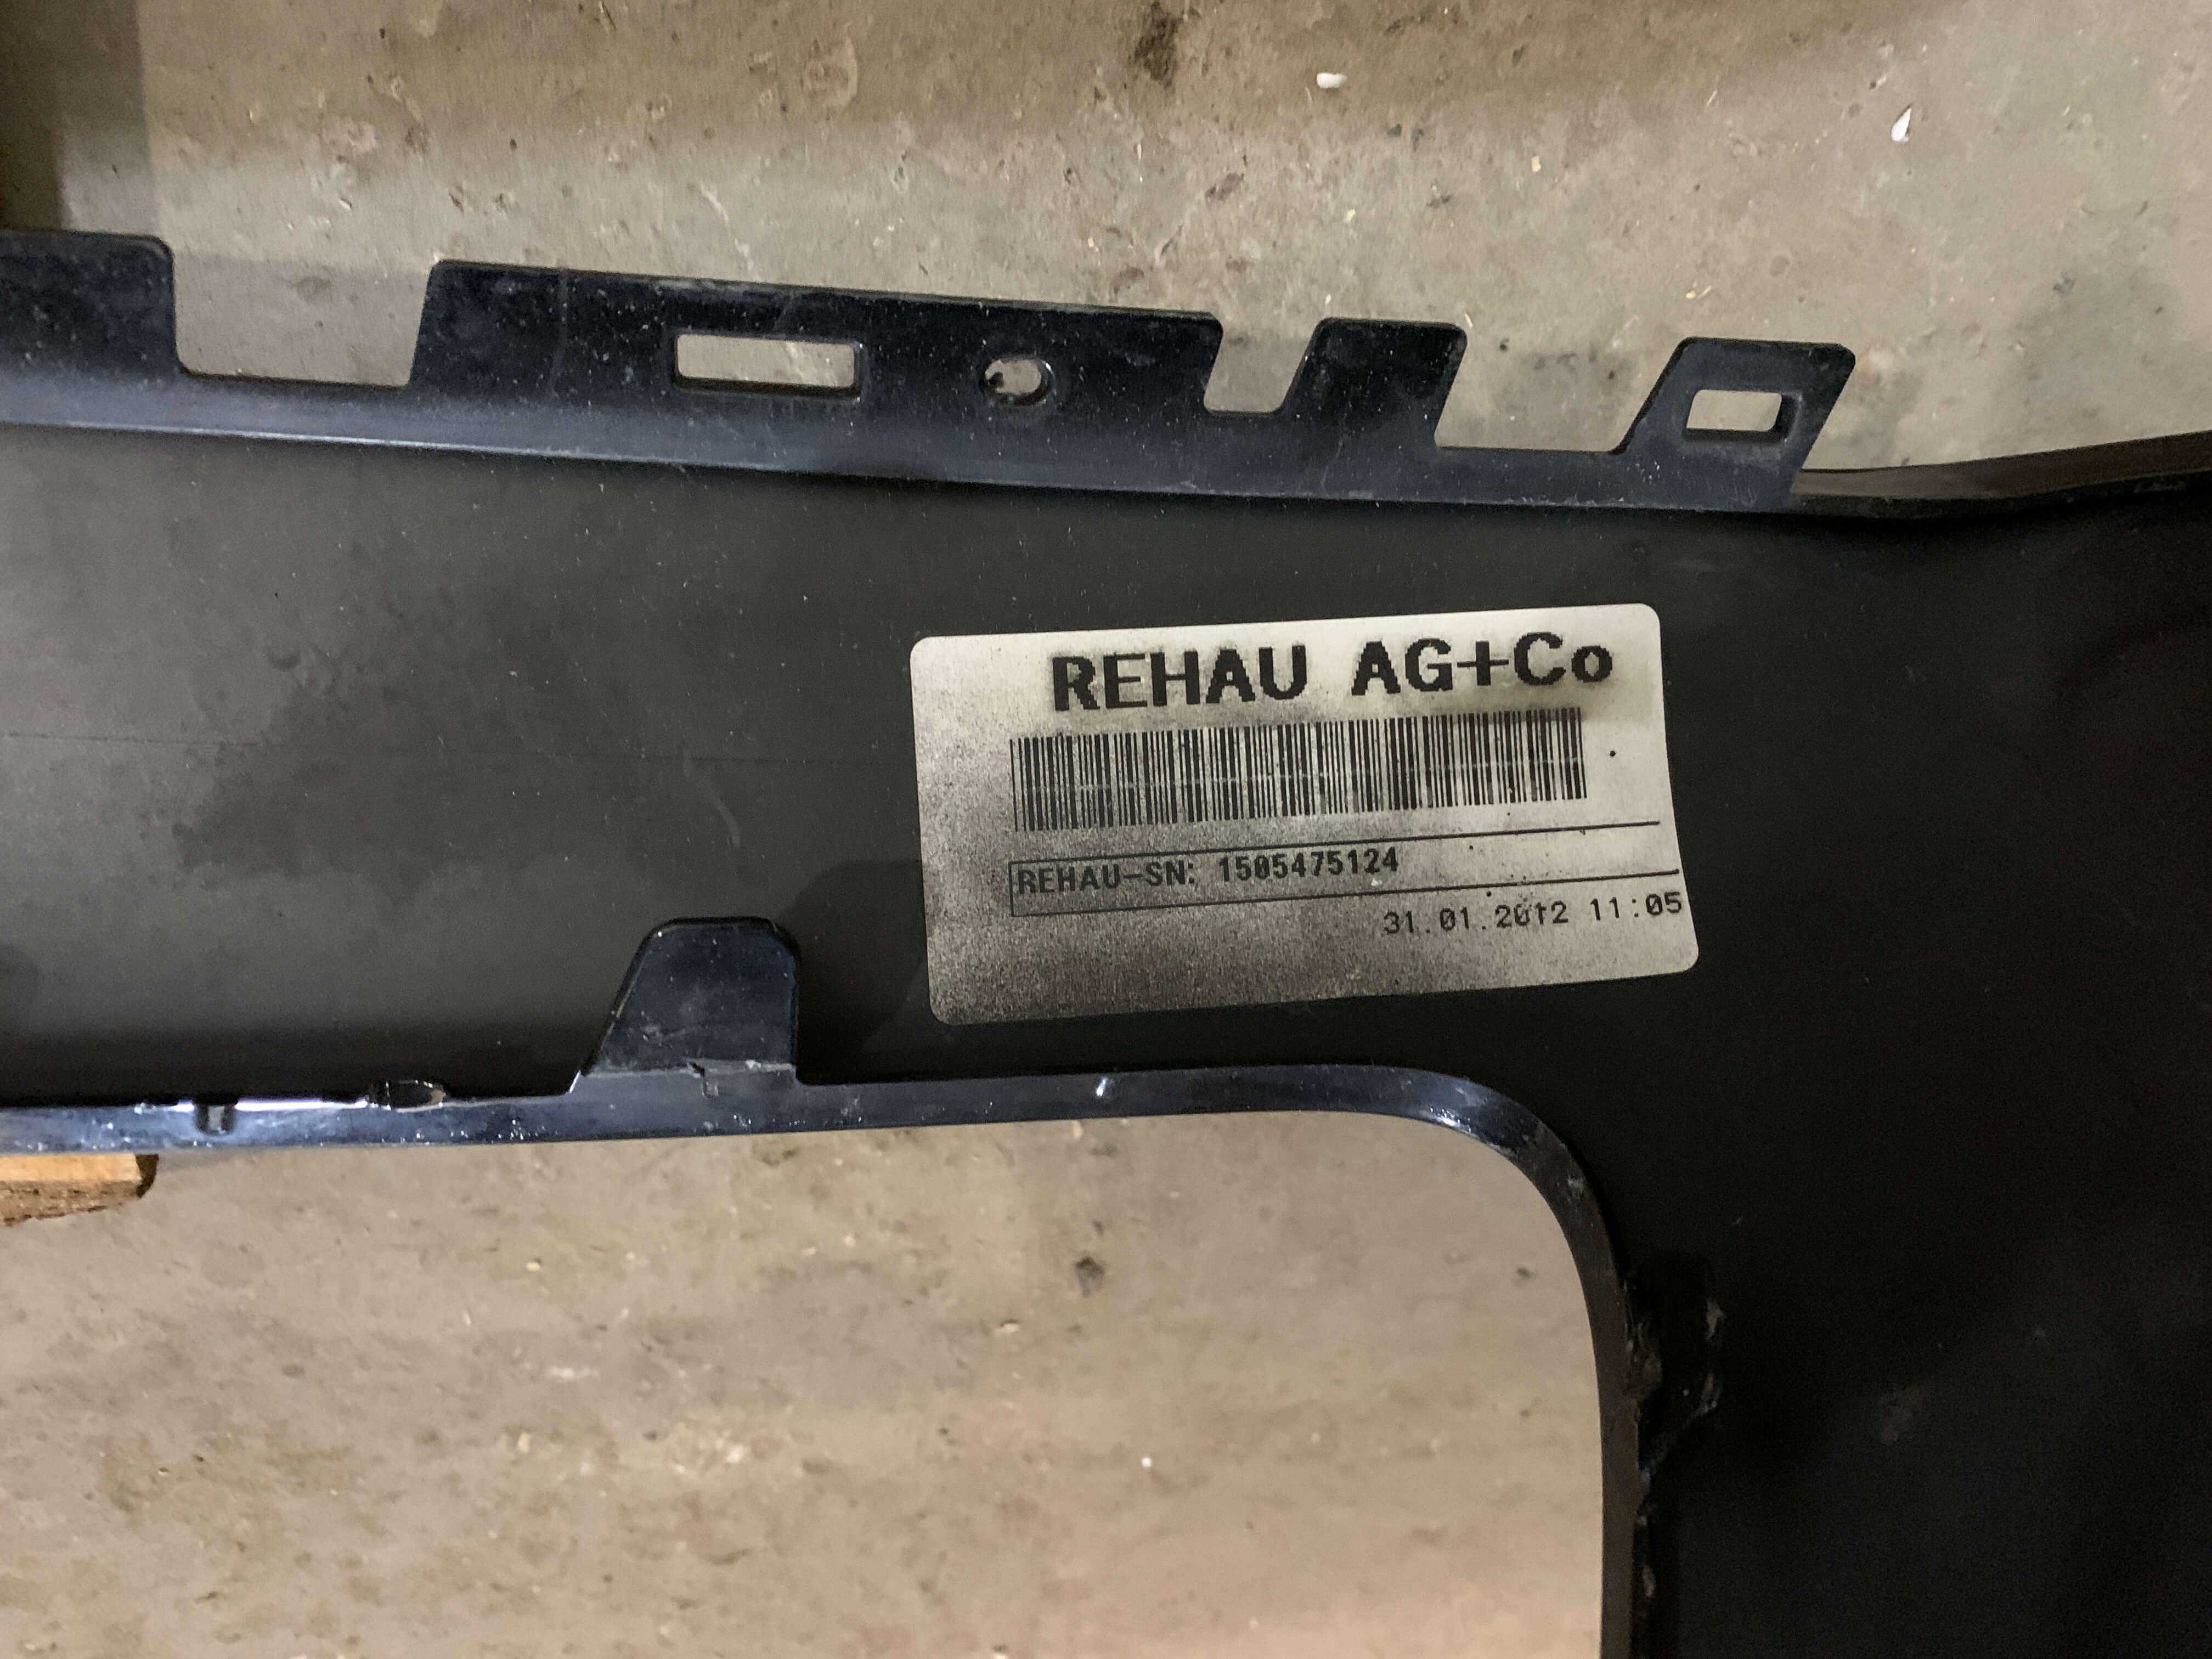 REHAU AG+Co
REHAU-SN: 1505475124
31.01.2012 11:05